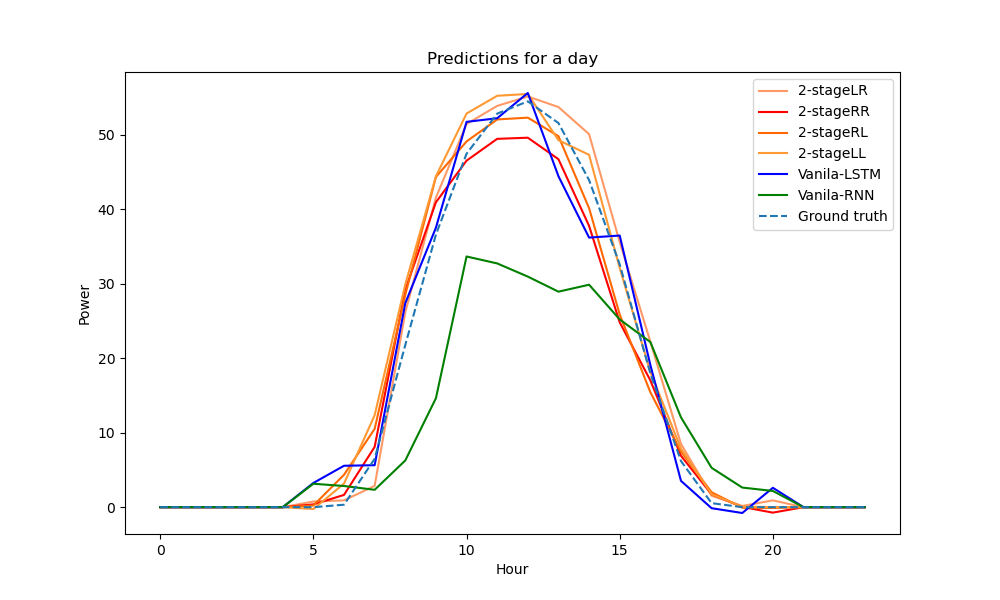 Predictions for a day
2-stageLR
2-stageRR
2-stageRL
2-stageLL
Vanila-LSTM
Vanila-RNN
Ground truth
Power
50
40
30
20
10
0
0 5 10 15 20
Hour